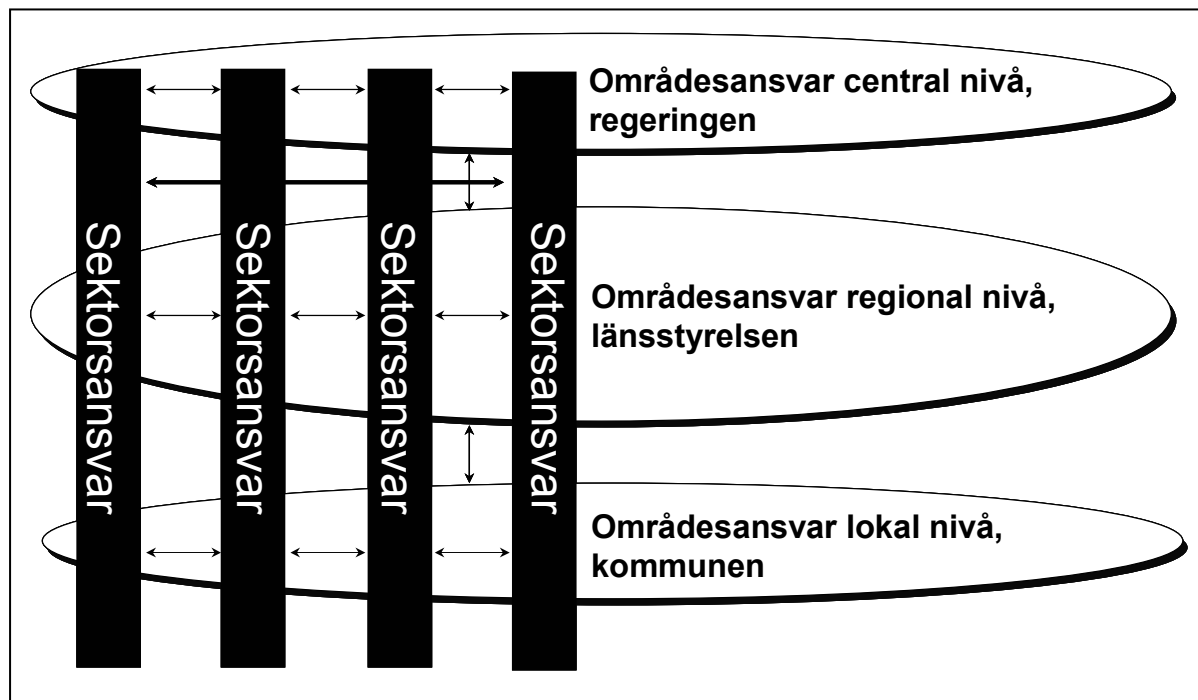 Områdesansvar central nivå,
regeringen
Sektorsansvar
Sektorsansvar
Sektorsansvar
Sektorsansvar
Områdesansvar regional nivå,
länsstyrelsen
Områdesansvar lokal nivå,
kommunen